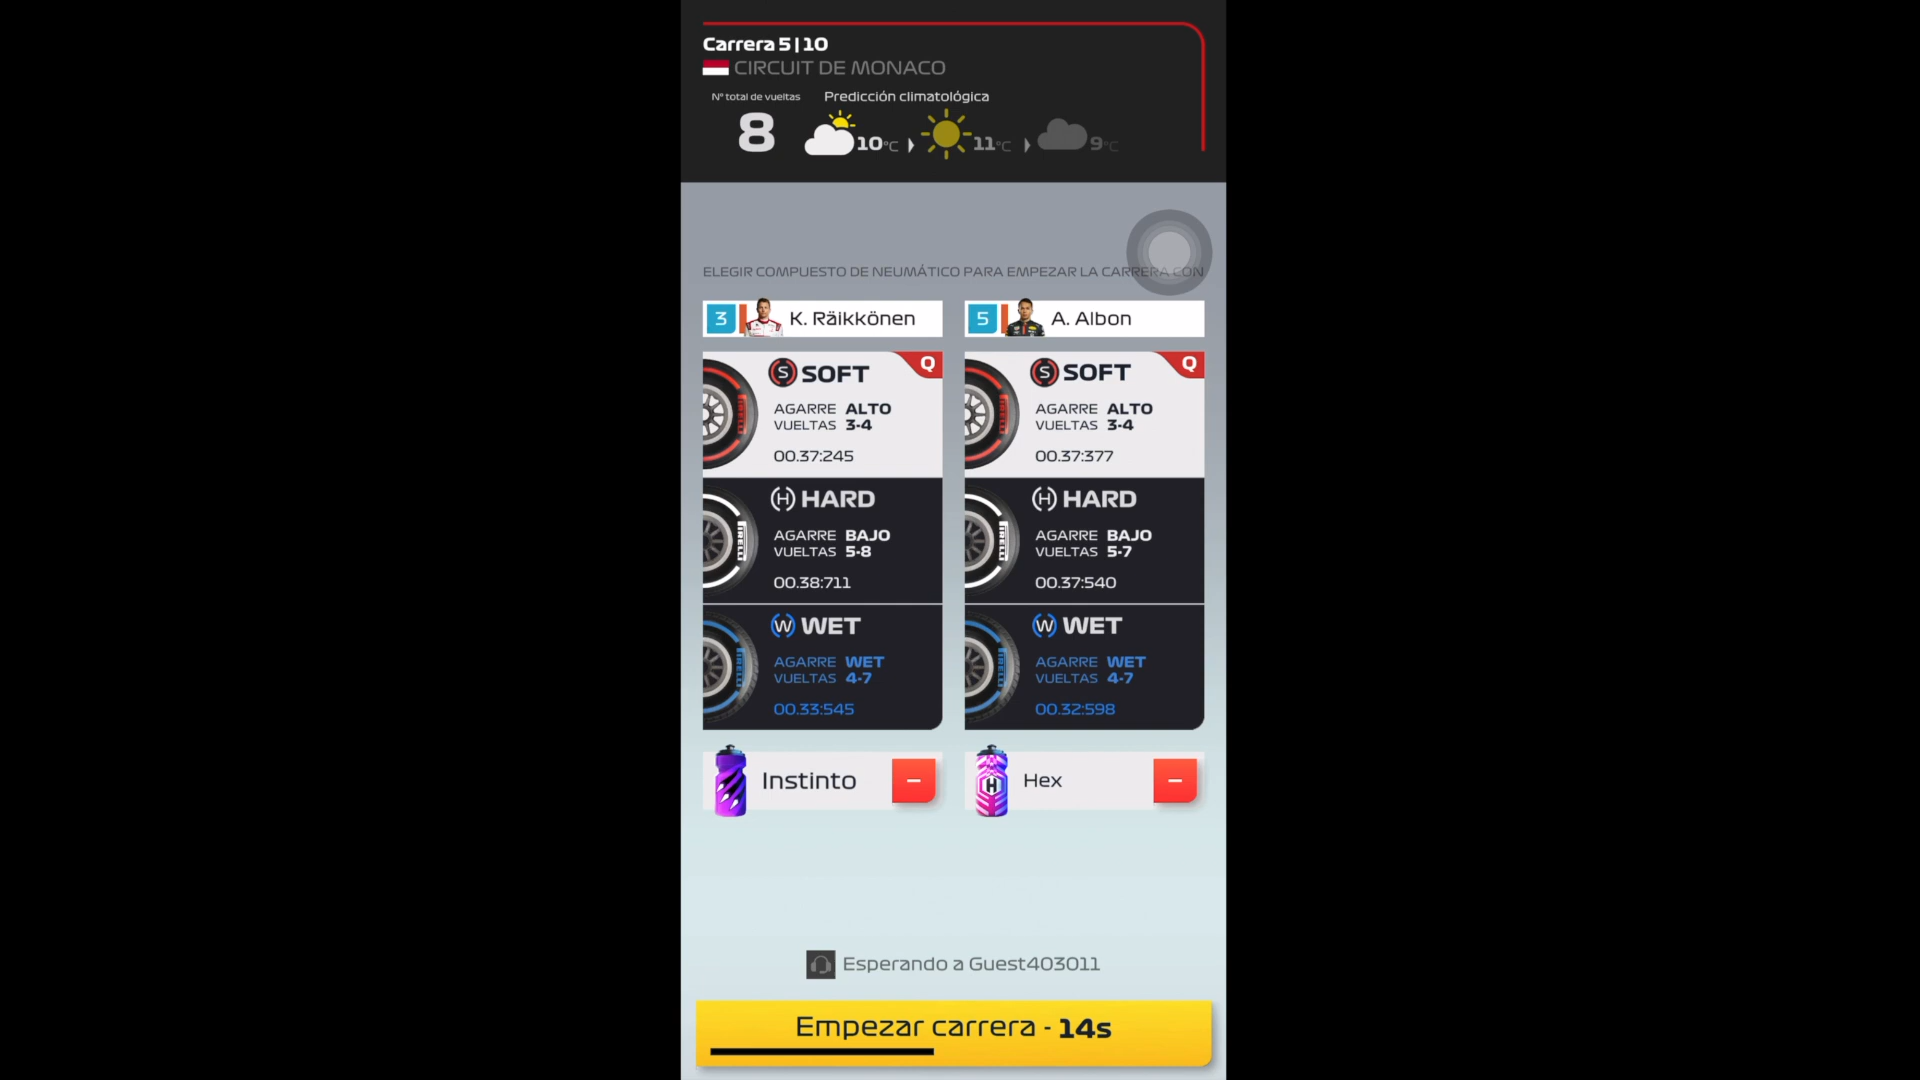 Carrera 5|10
CIRCUIT DE MONACO
Nº total de vueltas
Predicción climatológica
8
10°C
11°C
9°C
ELEGIR COMPUESTO DE NEUMÁTICO PARA EMPEZAR LA CARRERA CON
3 K. Räikkönen
S SOFT Q
AGARRE ALTO
VUELTAS 3-4
00.37:245
H HARD
AGARRE BAJO
VUELTAS 5-8
00.38:711
W WET
AGARRE WET
VUELTAS 4-7
00.33:545
Instinto
5 A. Albon
S SOFT Q
AGARRE ALTO
VUELTAS 3-4
00.37:377
H HARD
AGARRE BAJO
VUELTAS 5-7
00.37:540
W WET
AGARRE WET
VUELTAS 4-7
00.32:598
H
Hex
Esperando a Guest403011
Empezar carrera - 14s